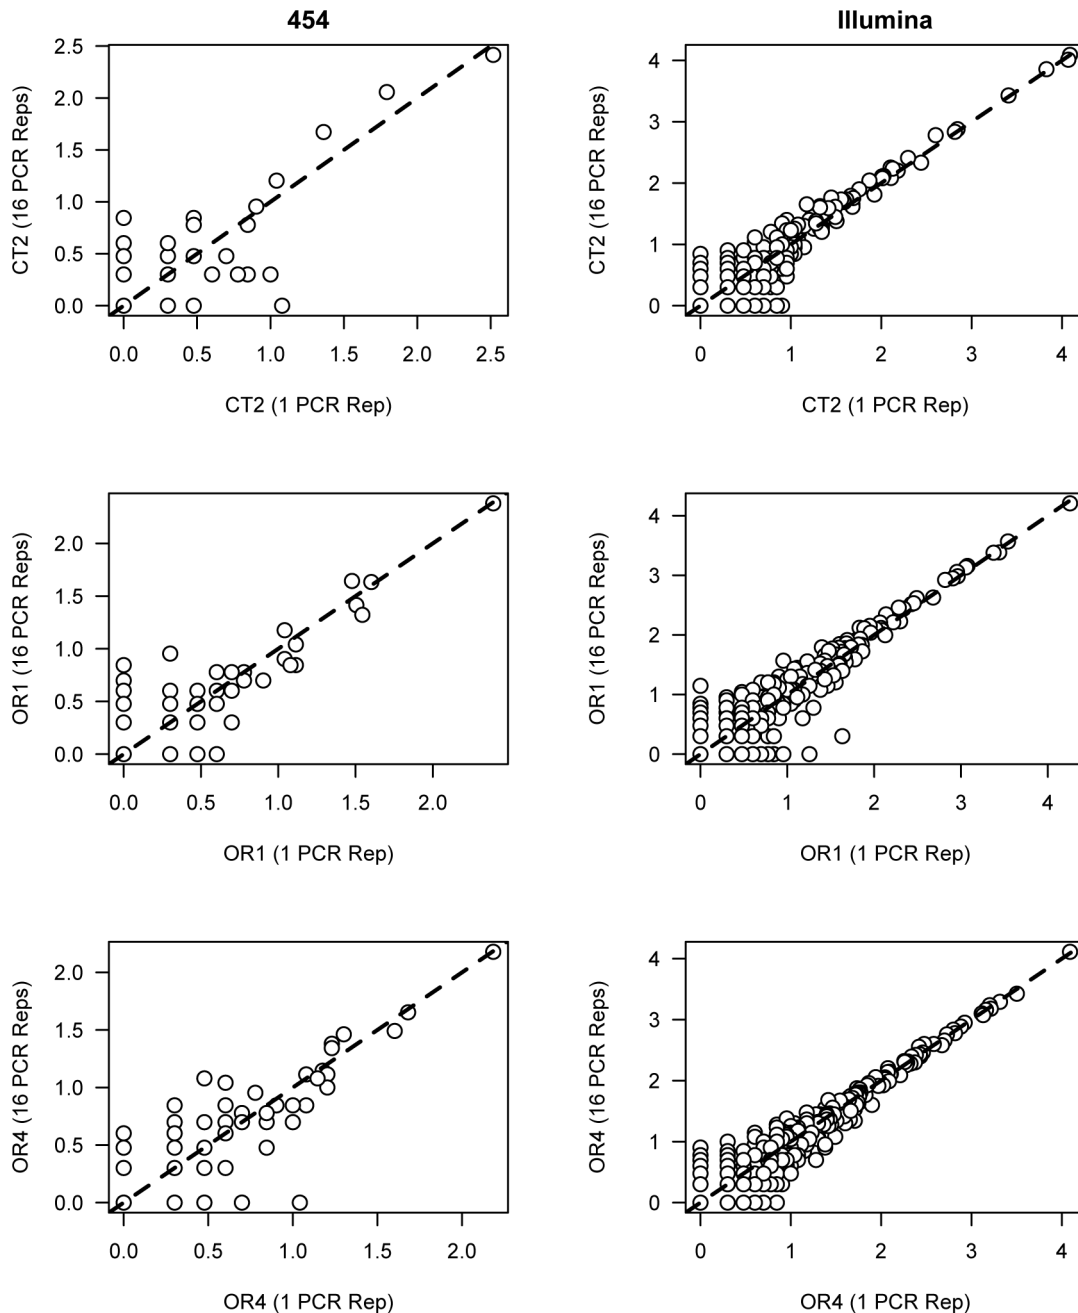 454
Illumina
CT2 (16 PCR Reps)
2.5
2.0
1.5
1.0
0.5
0.0
0.0 0.5 1.0 1.5 2.0 2.5
CT2 (1 PCR Rep)
CT2 (16 PCR Reps)
4
3
2
1
0
0 1 2 3 4
CT2 (1 PCR Rep)
OR1 (16 PCR Reps)
2.0
1.5
1.0
0.5
0.0
0.0 0.5 1.0 1.5 2.0
OR1 (1 PCR Rep)
OR1 (16 PCR Reps)
4
3
2
1
0
0 1 2 3 4
OR1 (1 PCR Rep)
OR4 (16 PCR Reps)
2.0
1.5
1.0
0.5
0.0
0.0 0.5 1.0 1.5 2.0
OR4 (1 PCR Rep)
OR4 (16 PCR Reps)
4
3
2
1
0
0 1 2 3 4
OR4 (1 PCR Rep)